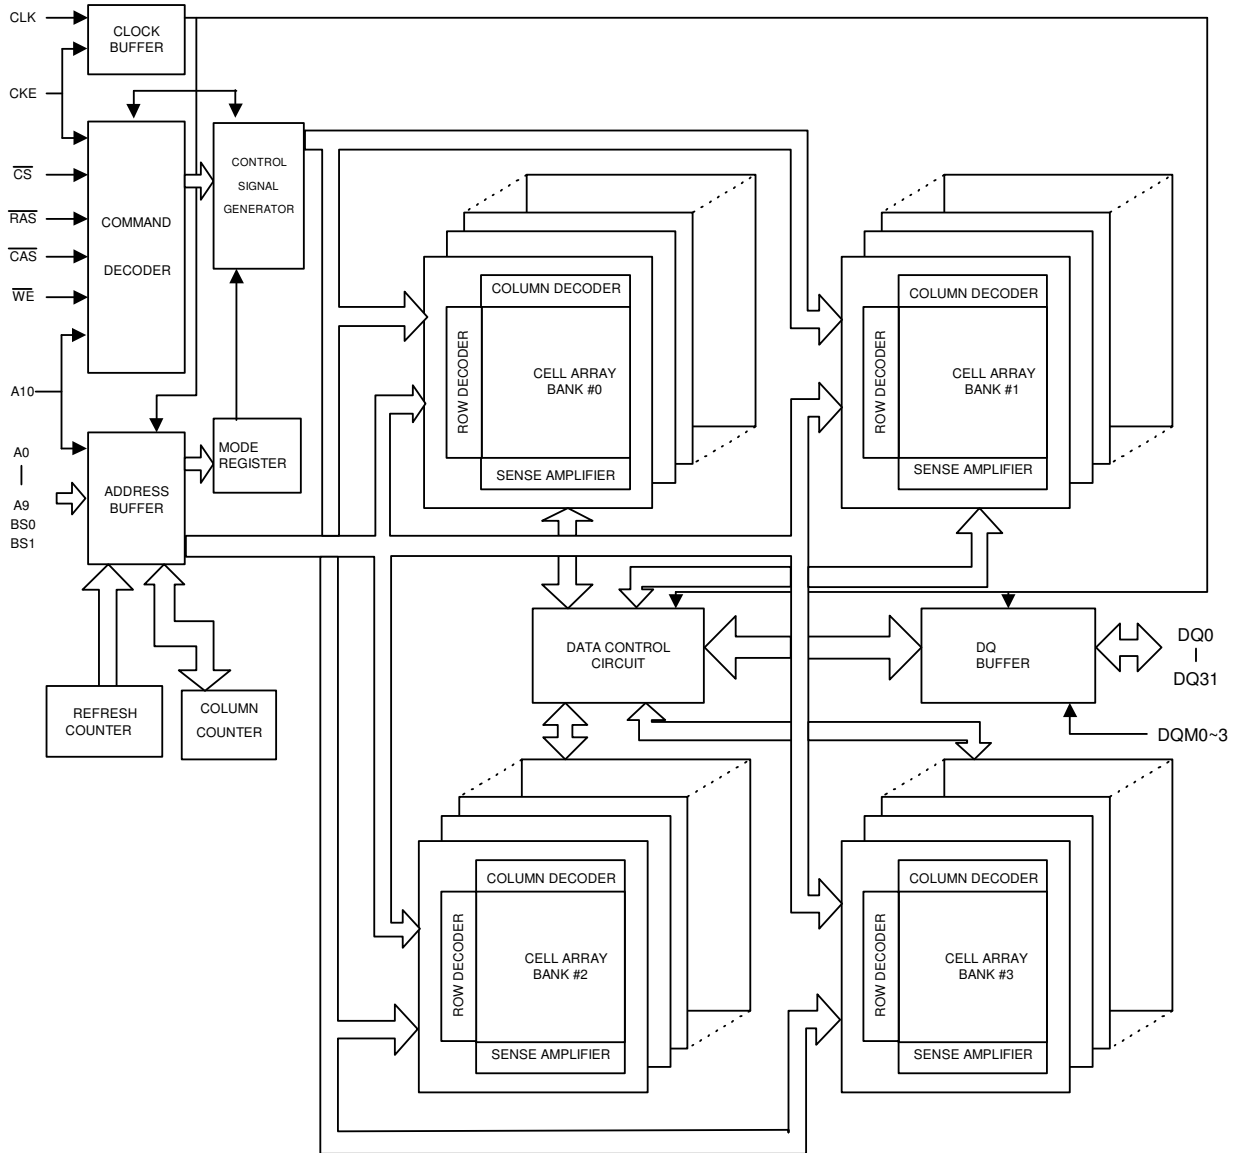 CLK
CLOCK
BUFFER
CKE
CS
RAS
CAS
WE
COMMAND
DECODER
CONTROL
SIGNAL
GENERATOR
A10
A0
A9
BS0
BS1
ADDRESS
BUFFER
MODE
REGISTER
REFRESH
COUNTER
COLUMN
COUNTER
COLUMN DECODER
ROW DECODER
CELL ARRAY
BANK #0
SENSE AMPLIFIER
COLUMN DECODER
ROW DECODER
CELL ARRAY
BANK #1
SENSE AMPLIFIER
DATA CONTROL
CIRCUIT
DQ
BUFFER
DQ0
DQ31
DQM0~3
COLUMN DECODER
ROW DECODER
CELL ARRAY
BANK #2
SENSE AMPLIFIER
COLUMN DECODER
ROW DECODER
CELL ARRAY
BANK #3
SENSE AMPLIFIER